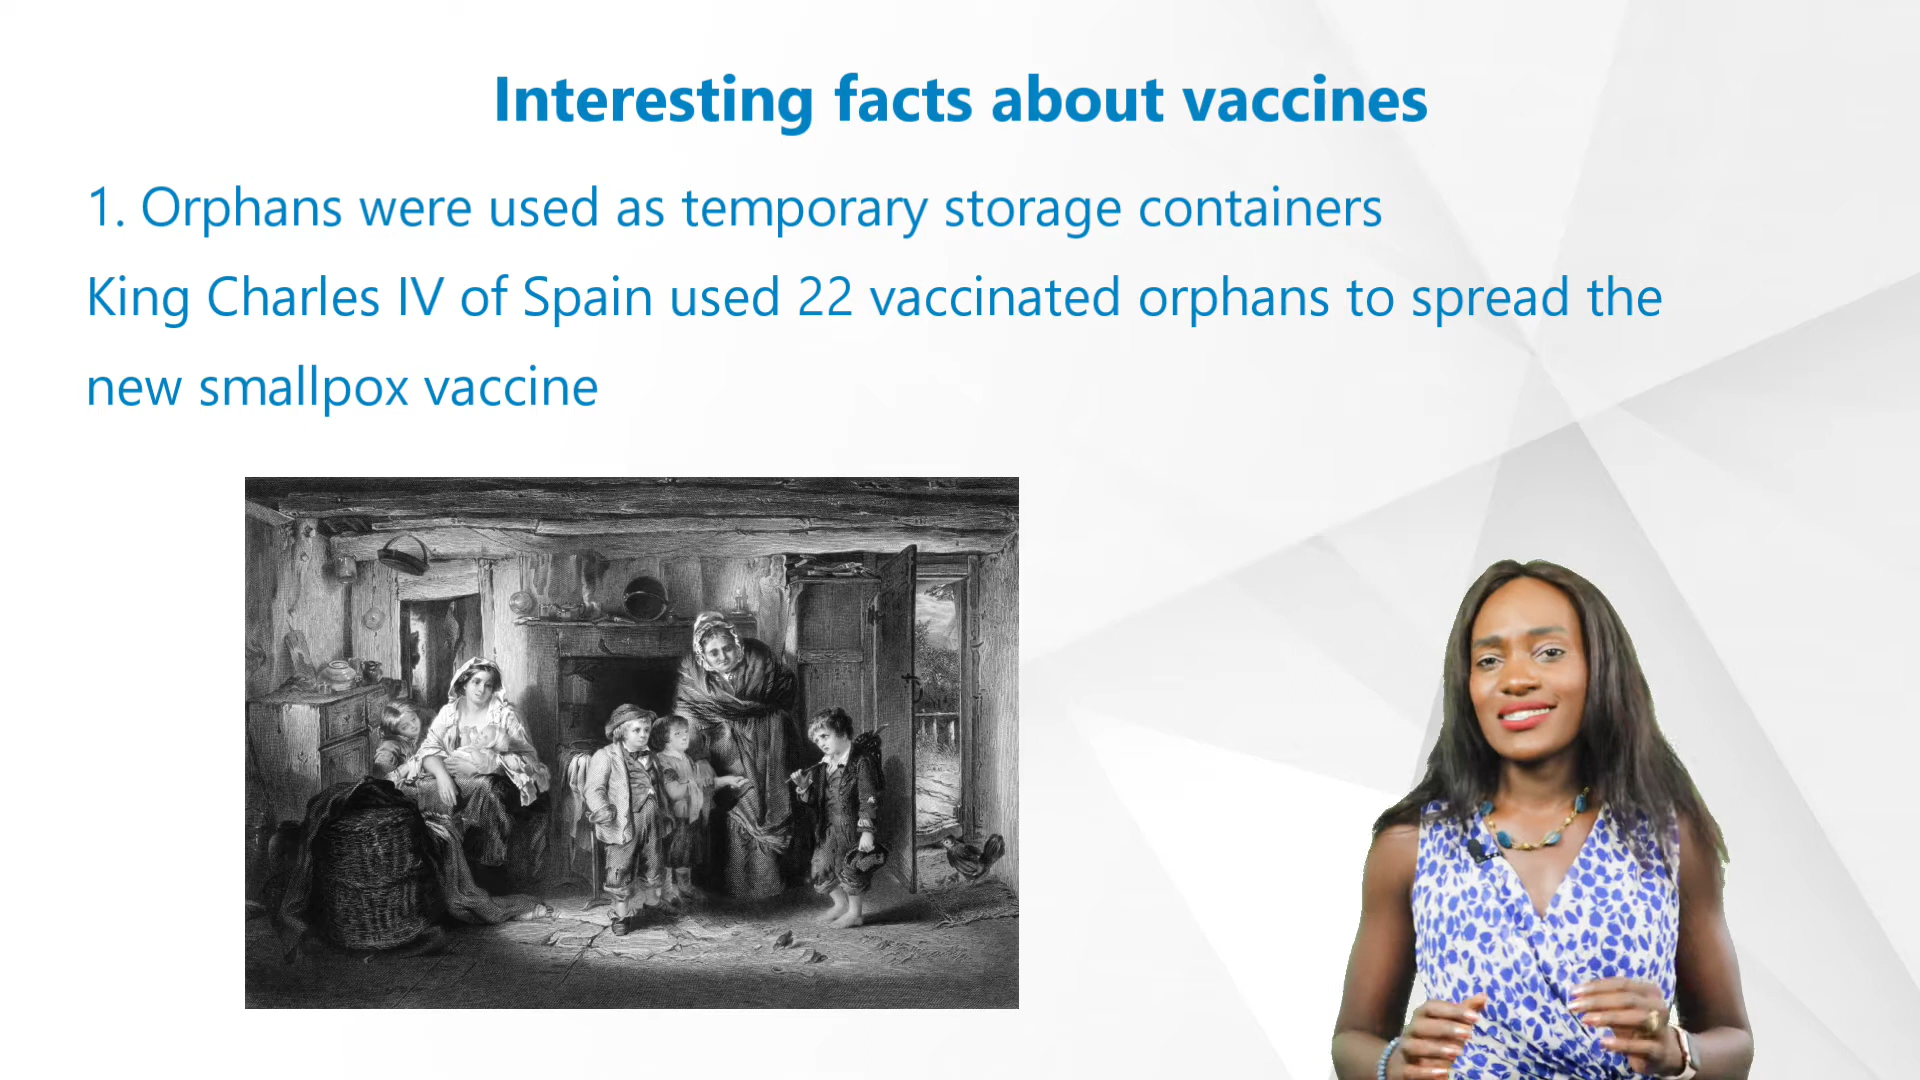 Interesting facts about vaccines
1. Orphans were used as temporary storage containers
King Charles IV of Spain used 22 vaccinated orphans to spread the
new smallpox vaccine